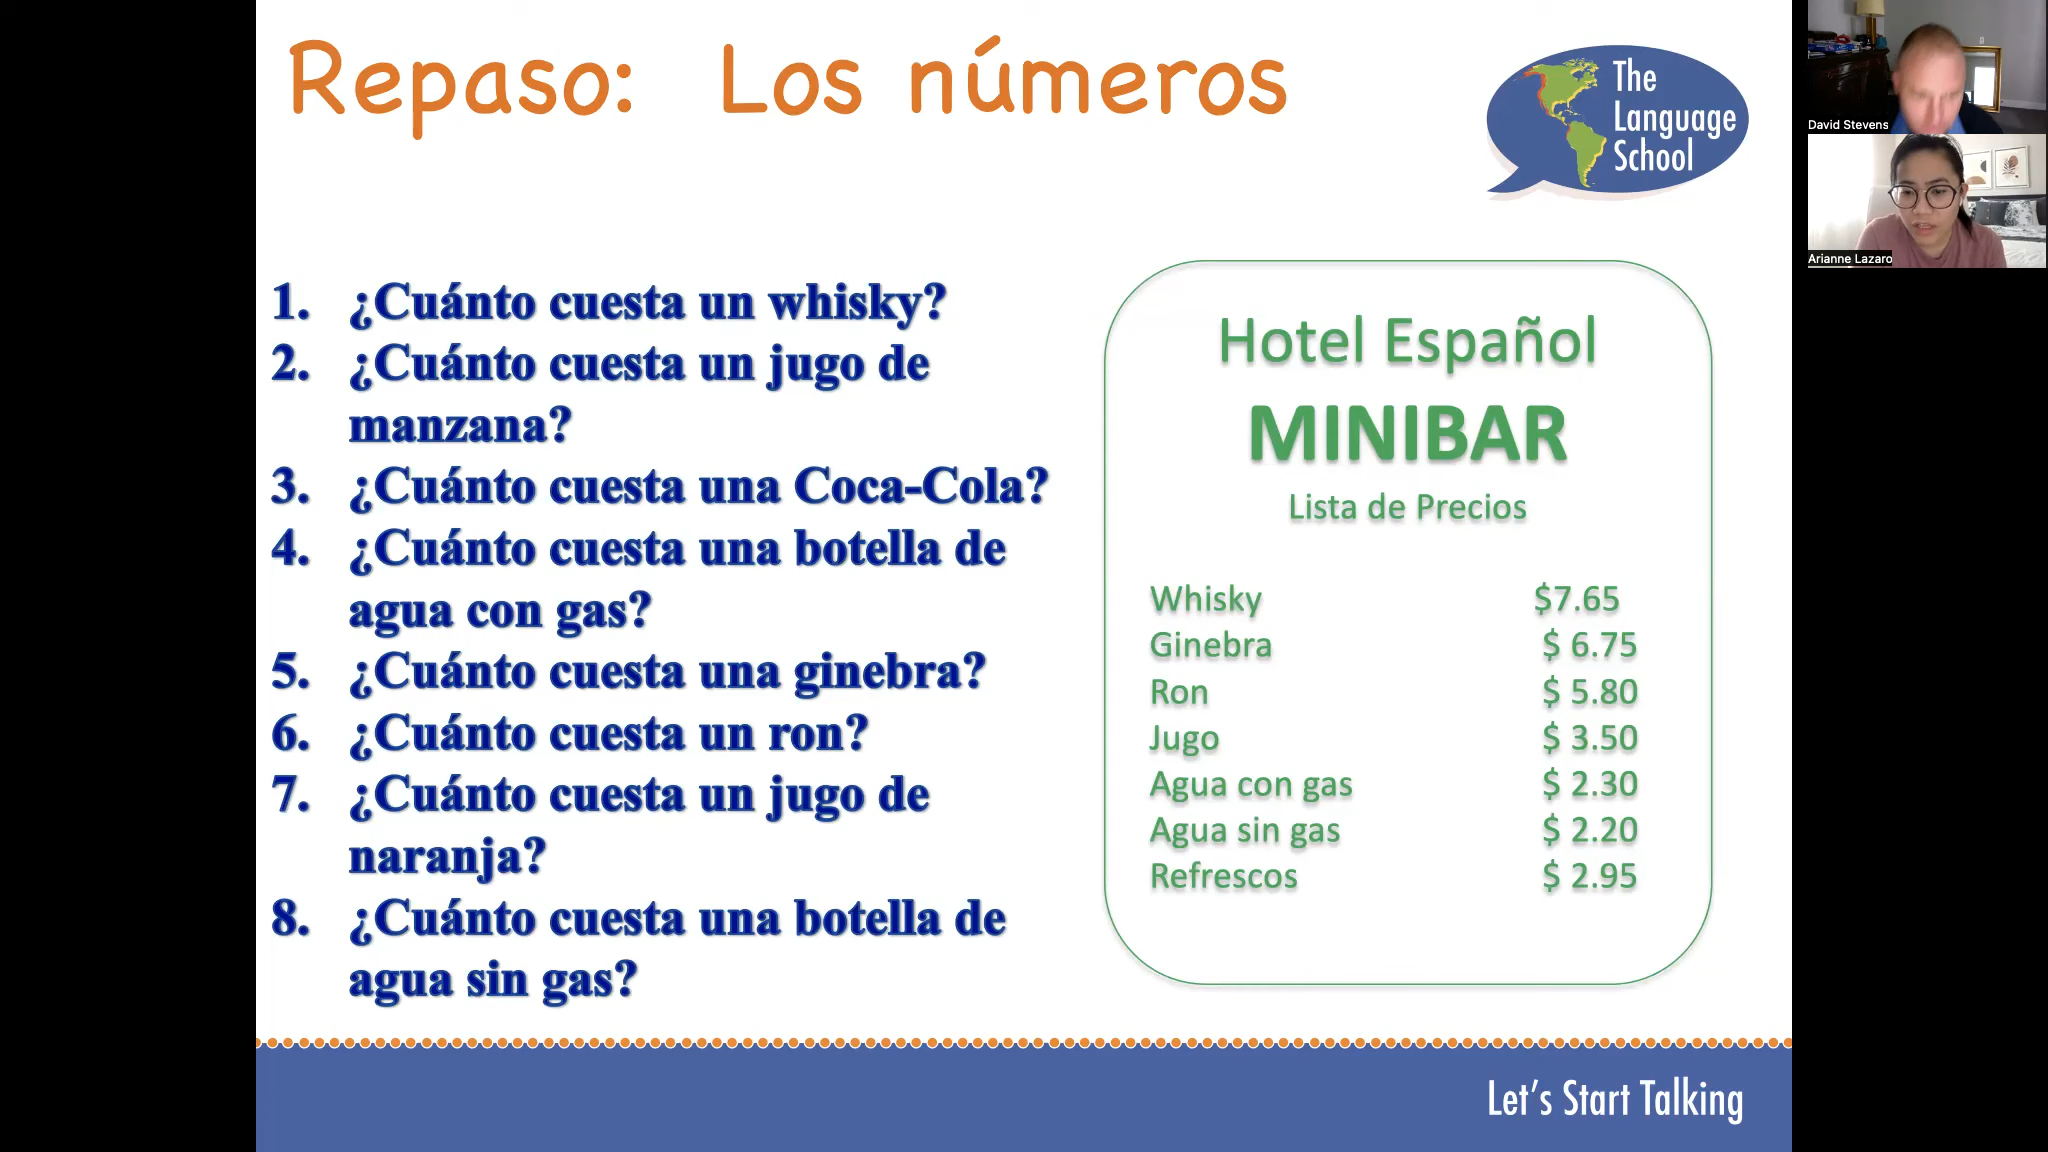 Repaso: Los números
The
Language
School
David Stevens
Arianne Lazaro
1. ¿Cuánto cuesta un whisky?
2. ¿Cuánto cuesta un jugo de
manzana?
3. ¿Cuánto cuesta una Coca-Cola?
4. ¿Cuánto cuesta una botella de
agua con gas?
5. ¿Cuánto cuesta una ginebra?
6. ¿Cuánto cuesta un ron?
7. ¿Cuánto cuesta un jugo de
naranja?
8. ¿Cuánto cuesta una botella de
agua sin gas?
Hotel Español
MINIBAR
Lista de Precios
Whisky $7.65
Ginebra $ 6.75
Ron $ 5.80
Jugo $ 3.50
Agua con gas $ 2.30
Agua sin gas $ 2.20
Refrescos $ 2.95
Let's Start Talking